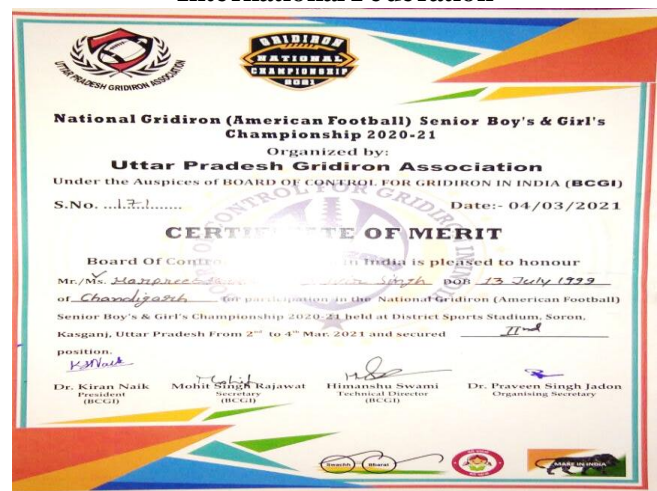 International Federation
UTTAR PRADESH GRIDIRON ASSOCIATION
GRIDIRON
NATIONAL
CHAMPIONSHIP
2021
National Gridiron (American Football) Senior Boy's & Girl's
Championship 2020-21
Organized by:
Uttar Pradesh Gridiron Association
Under the Auspices of BOARD OF CONTROL FOR GRIDIRON IN INDIA (BCGI)
S.No. ...171... Date:- 04/03/2021
CERTIFICATE OF MERIT
Board Of in India is pleased to honour
Mr./Ms. Singh DOB 13 July 1999
of Chandigarh for participation in the National Gridiron (American Football)
Senior Boy's & Girl's Championship 2020-21 held at District Sports Stadium, Soron,
Kasganj, Uttar Pradesh From 2nd to 4th Mar. 2021 and secured IInd
position.
Dr. Kiran Naik Mohit Singh Rajawat Himanshu Swami Dr. Praveen Singh Jadon
President Secretary Technical Director Organising Secretary
(BCGI) (BCGI) (BCGI)
Swachh Bharat
MAKE IN INDIA